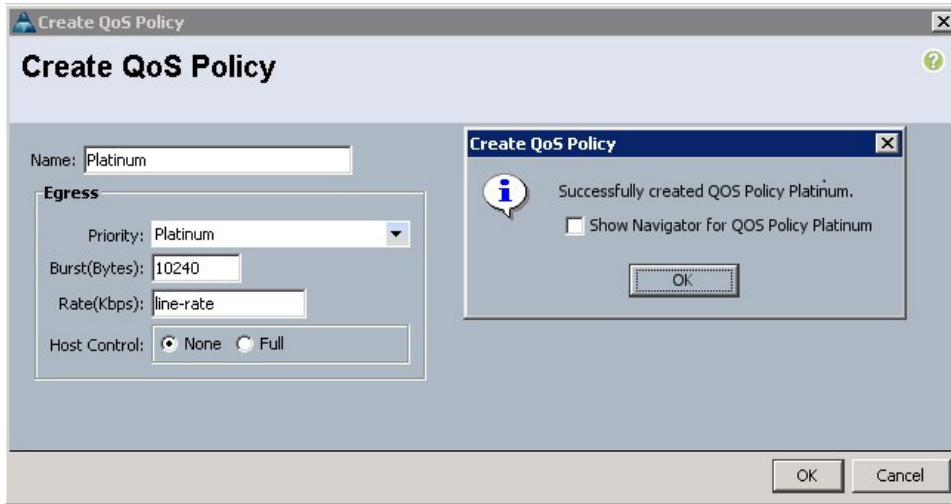 Create QoS Policy
Create QoS Policy
Name: Platinum
Egress
Priority: Platinum
Burst(Bytes): 10240
Rate(Kbps): line-rate
Host Control: None Full
Create QoS Policy
Successfully created QOS Policy Platinum.
Show Navigator for QOS Policy Platinum
OK
OK Cancel